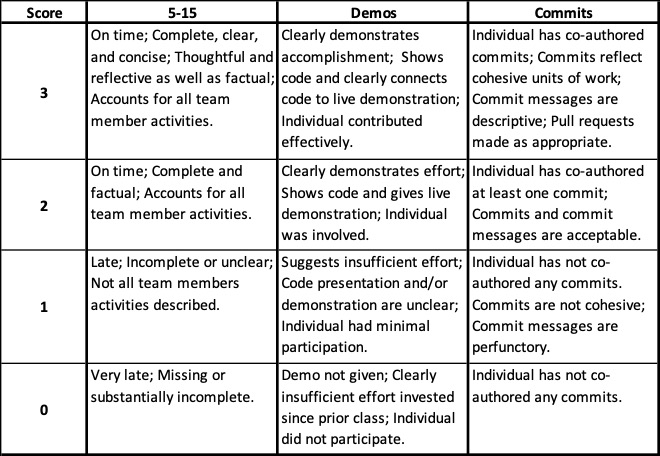 Score 5-15 Demos Commits
3
On time; Complete, clear,
and concise; Thoughtful and
reflective as well as factual;
Accounts for all team
member activities.
Clearly demonstrates
accomplishment;  Shows
code and clearly connects
code to live demonstration;
Individual contributed
effectively.
Individual has co-authored
commits; Commits reflect
cohesive units of work;
Commit messages are
descriptive; Pull requests
made as appropriate.
2
On time; Complete and
factual; Accounts for all
team member activities.
Clearly demonstrates effort;
Shows code and gives live
demonstration; Individual
was involved.
Individual has co-authored
at least one commit;
Commits and commit
messages are acceptable.
1
Late; Incomplete or unclear;
Not all team members
activities described.
Suggests insufficient effort;
Code presentation and/or
demonstration are unclear;
Individual had minimal
participation.
Individual has not co-
authored any commits.
Commits are not cohesive;
Commit messages are
perfunctory.
0
Very late; Missing or
substantially incomplete.
Demo not given; Clearly
insufficient effort invested
since prior class; Individual
did not participate.
Individual has not co-
authored any commits.